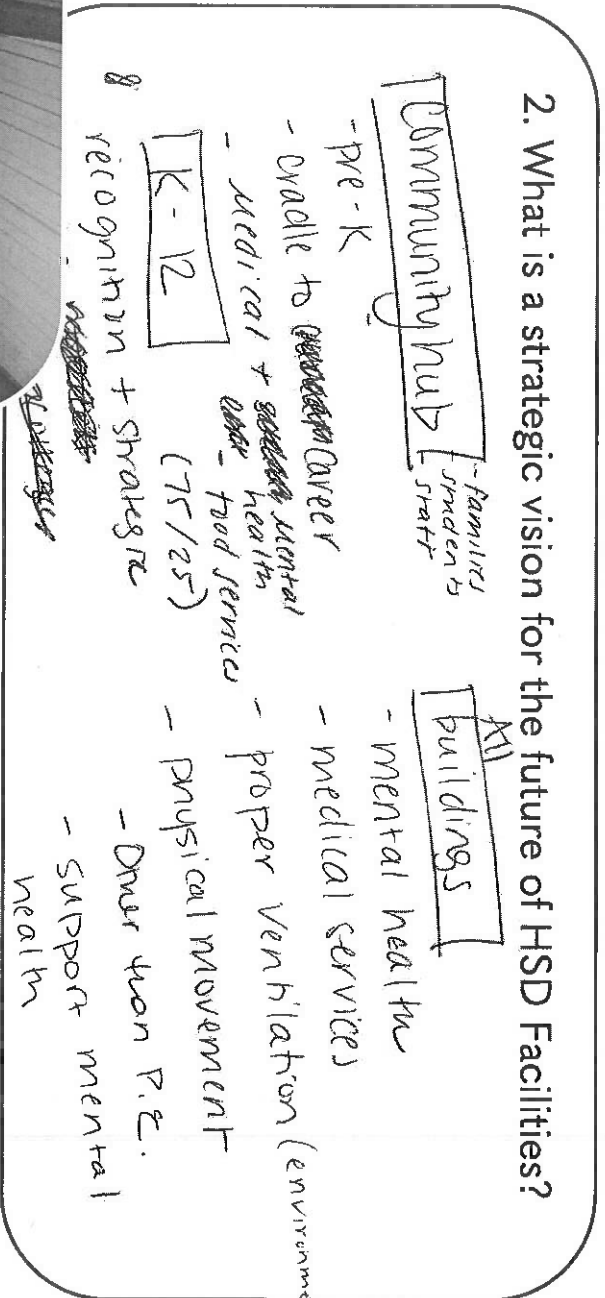 2. What is a strategic vision for the future of HSD Facilities?
Community hub
- families
students
- staff
- pre-K
- cradle to career
- medical + mental health
- food services
K-12 (75/25)
recognition + strategic
All
buildings
- mental health
- medical services
- proper ventilation (environme
- physical movement
- Other than P.E.
- support mental
health